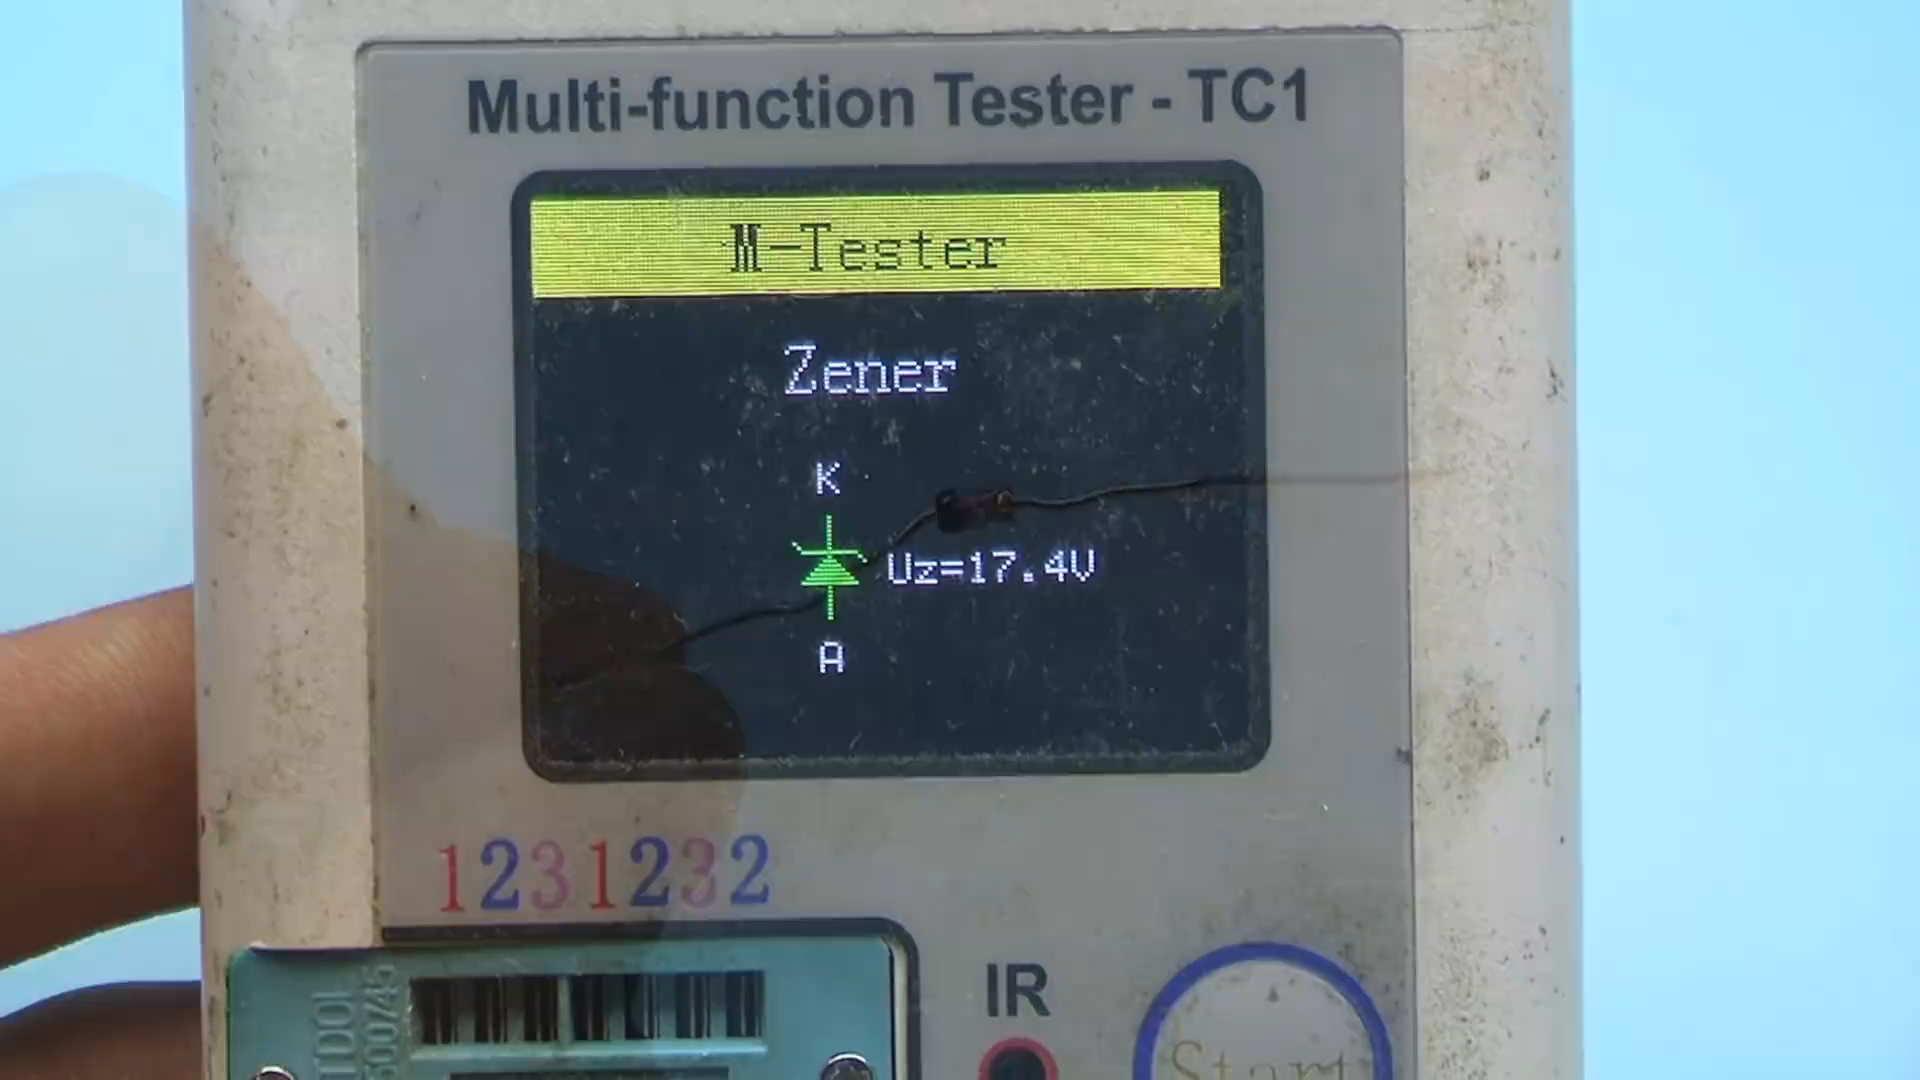 Multi-function Tester - TC1
M-Tester
Zener
K
Uz=17.4V
A
1231232
IR
Start